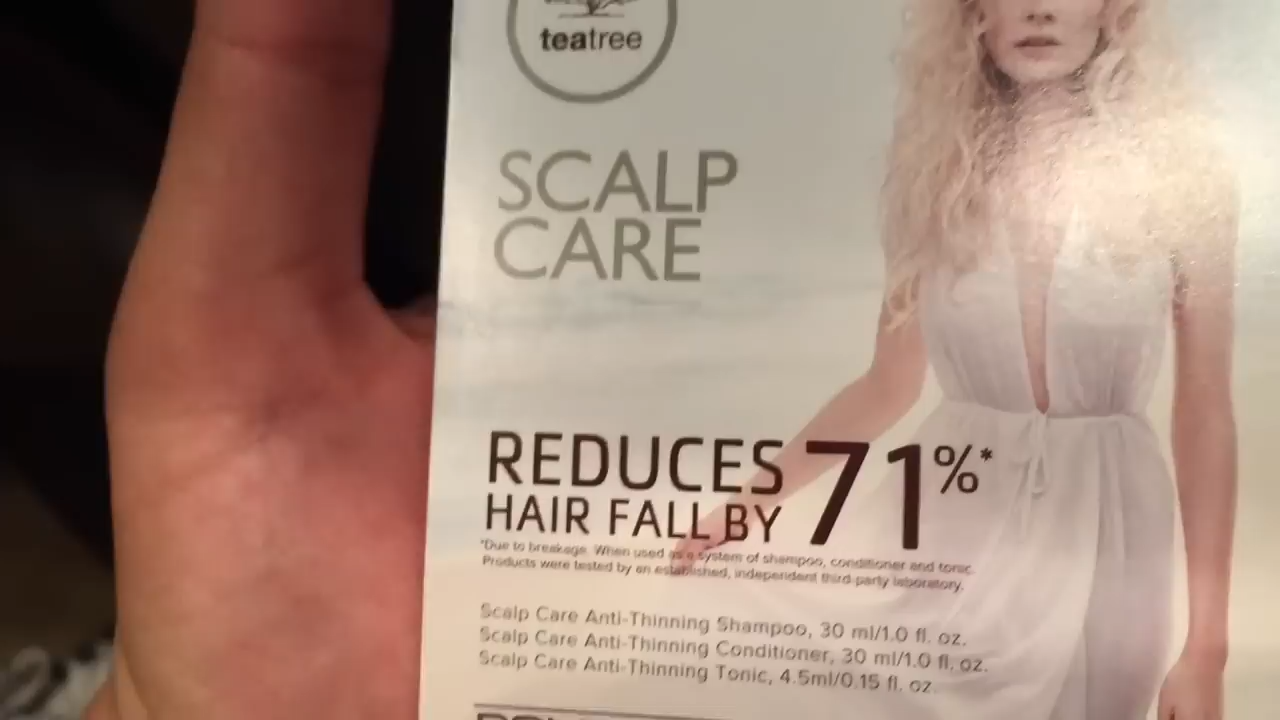 teatree
SCALP
CARE
REDUCES
HAIR FALL BY 71%*
*Due to breakage. When used as a system of shampoo, conditioner and tonic.
Products were tested by an established, independent third-party laboratory.
Scalp Care Anti-Thinning Shampoo, 30 ml/1.0 fl. oz.
Scalp Care Anti-Thinning Conditioner, 30 ml/1.0 fl. oz.
Scalp Care Anti-Thinning Tonic, 4.5ml/0.15 fl. oz.